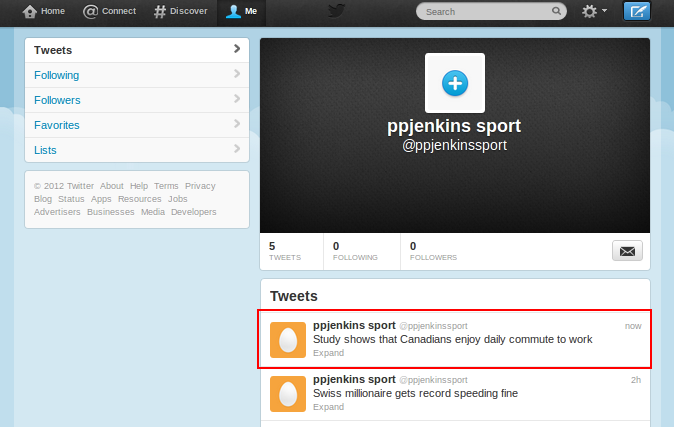 Home Connect Discover Me Search
Tweets
Following
Followers
Favorites
Lists
© 2012 Twitter About Help Terms Privacy
Blog Status Apps Resources Jobs
Advertisers Businesses Media Developers
ppjenkins sport
@ppjenkinssport
5 0 0
TWEETS FOLLOWING FOLLOWERS
Tweets
ppjenkins sport @ppjenkinssport now
Study shows that Canadians enjoy daily commute to work
Expand
ppjenkins sport @ppjenkinssport 2h
Swiss millionaire gets record speeding fine
Expand